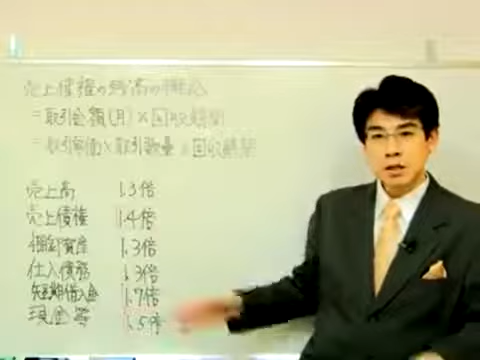 売上債権の残高の増込
＝取引金額(月)×回収期間
＝取引単価×取引数量×回収期間
売上高 1.3倍
売上債権 1.4倍
棚卸資産 1.3倍
仕入債務 1.3倍
短期借入金 1.7倍
現金等 1.5倍